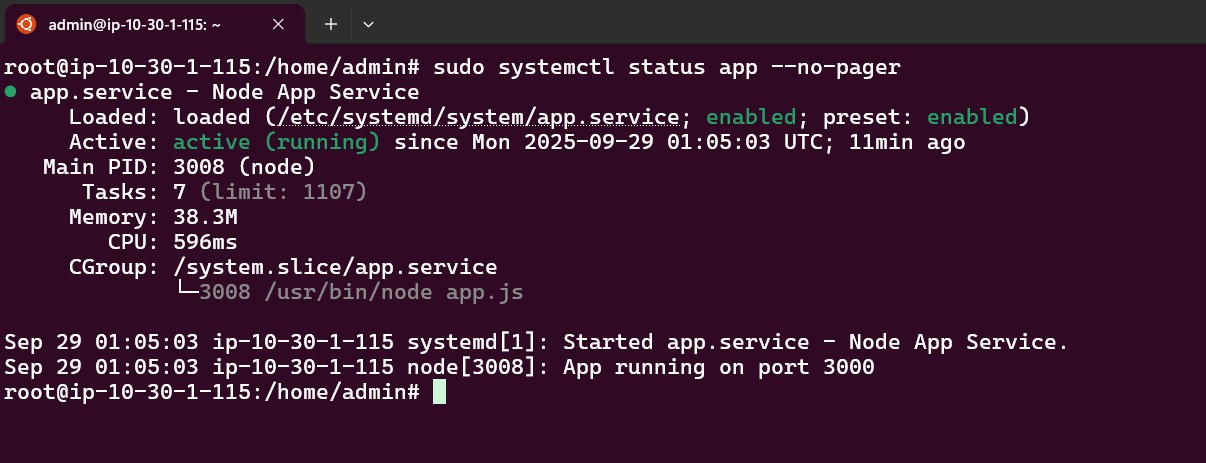 admin@ip-10-30-1-115: ~
root@ip-10-30-1-115:/home/admin# sudo systemctl status app --no-pager
● app.service - Node App Service
     Loaded: loaded (/etc/systemd/system/app.service; enabled; preset: enabled)
     Active: active (running) since Mon 2025-09-29 01:05:03 UTC; 11min ago
   Main PID: 3008 (node)
      Tasks: 7 (limit: 1107)
     Memory: 38.3M
        CPU: 596ms
     CGroup: /system.slice/app.service
             └─3008 /usr/bin/node app.js
Sep 29 01:05:03 ip-10-30-1-115 systemd[1]: Started app.service - Node App Service.
Sep 29 01:05:03 ip-10-30-1-115 node[3008]: App running on port 3000
root@ip-10-30-1-115:/home/admin#